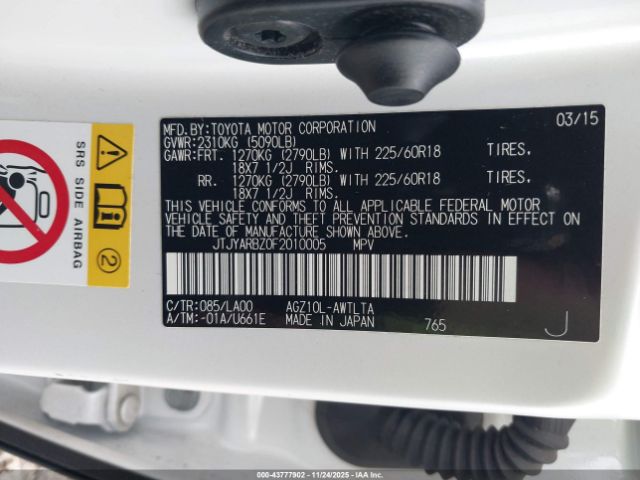 MFD.BY:TOYOTA MOTOR CORPORATION 03/15
GVWR:2310KG (5090LB)
GAWR:FRT. 1270KG (2790LB) WITH 225/60R18 TIRES,
18X7 1/2J RIMS.
RR. 1270KG (2790LB) WITH 225/60R18 TIRES,
18X7 1/2J RIMS.
THIS VEHICLE CONFORMS TO ALL APPLICABLE FEDERAL MOTOR
VEHICLE SAFETY AND THEFT PREVENTION STANDARDS IN EFFECT ON
THE DATE OF MANUFACTURE SHOWN ABOVE.
JTJYARBZ0F2010005 MPV
C/TR:085/LA00 AGZ10L-AWTLTA
A/TM:-01A/U661E MADE IN JAPAN 765 J
SRS SIDE AIRBAG
2
000-43777902 - 11/24/2025 - IAAI